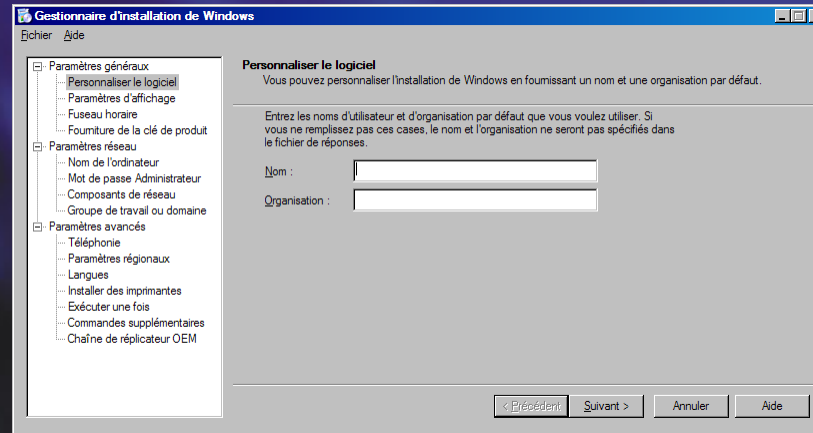 Gestionnaire d'installation de Windows
Fichier Aide
Paramètres généraux
Personnaliser le logiciel
Paramètres d'affichage
Fuseau horaire
Fourniture de la clé de produit
Paramètres réseau
Nom de l'ordinateur
Mot de passe Administrateur
Composants de réseau
Groupe de travail ou domaine
Paramètres avancés
Téléphonie
Paramètres régionaux
Langues
Installer des imprimantes
Exécuter une fois
Commandes supplémentaires
Chaîne de réplicateur OEM
Personnaliser le logiciel
Vous pouvez personnaliser l'installation de Windows en fournissant un nom et une organisation par défaut.
Entrez les noms d'utilisateur et d'organisation par défaut que vous voulez utiliser. Si
vous ne remplissez pas ces cases, le nom et l'organisation ne seront pas spécifiés dans
le fichier de réponses.
Nom :
Organisation :
< Précédent Suivant > Annuler Aide